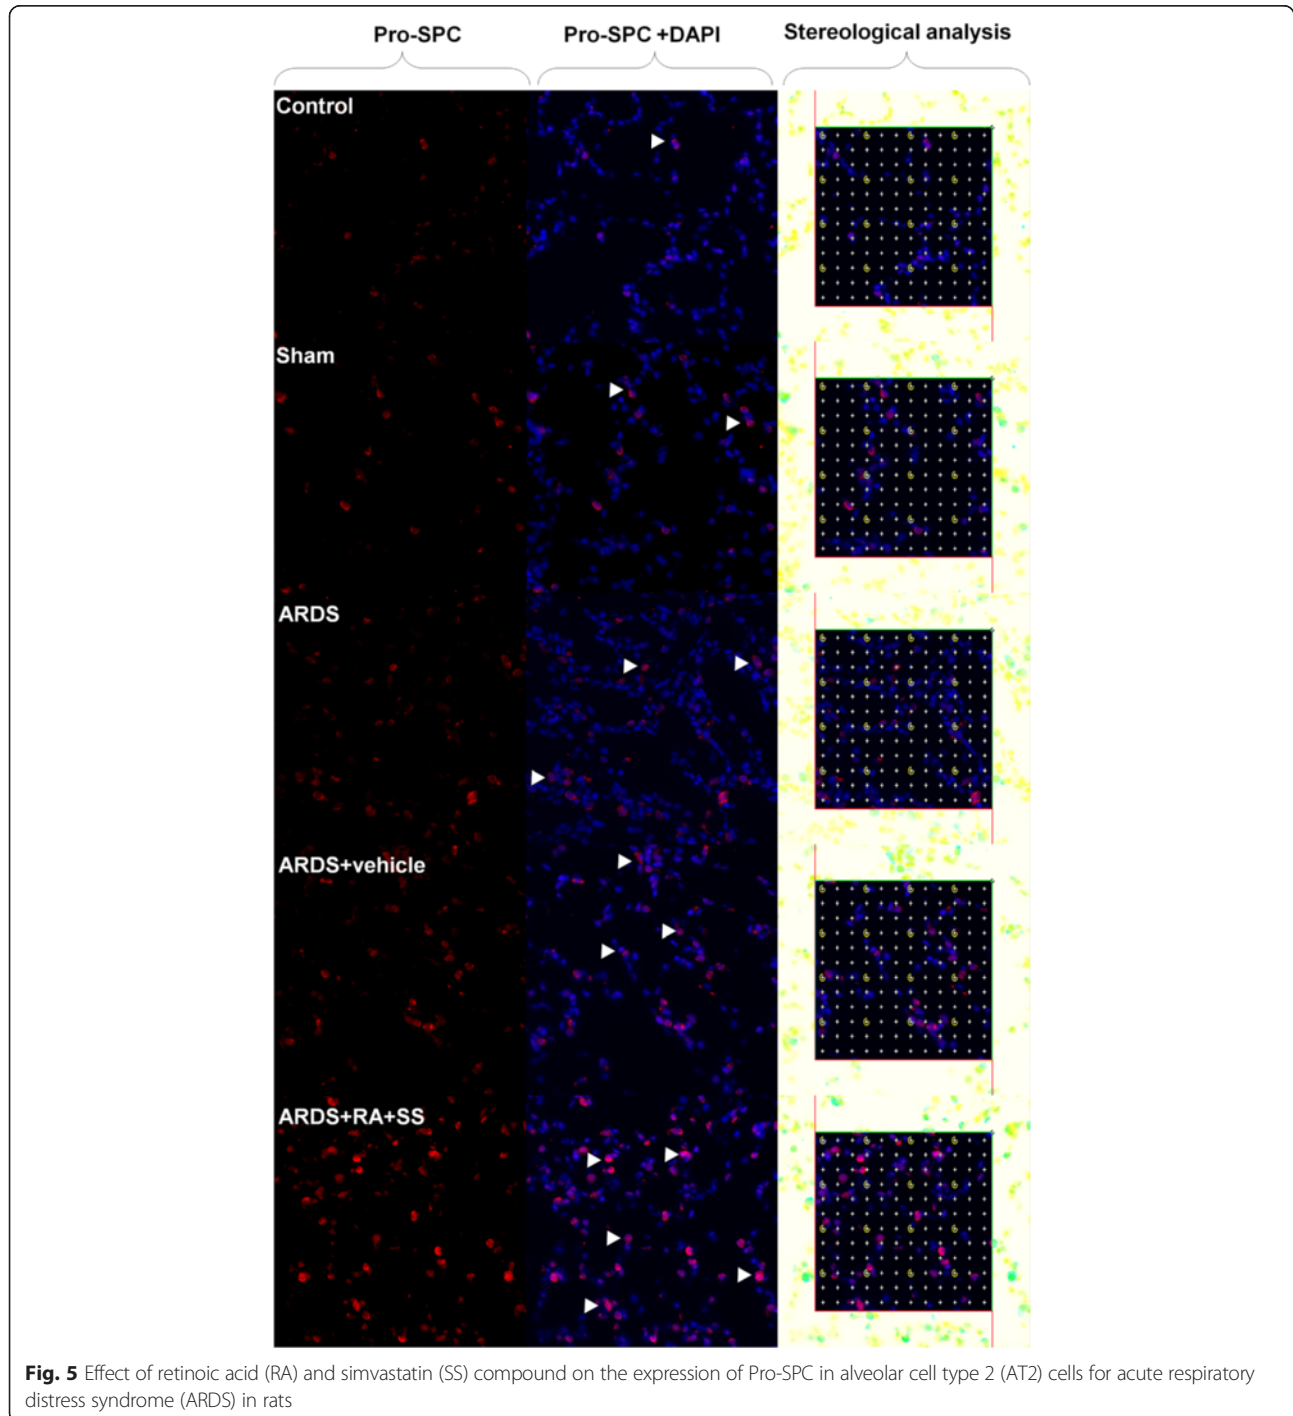 Pro-SPC
Pro-SPC +DAPI
Stereological analysis
Control
Sham
ARDS
ARDS+vehicle
ARDS+RA+SS
Fig. 5 Effect of retinoic acid (RA) and simvastatin (SS) compound on the expression of Pro-SPC in alveolar cell type 2 (AT2) cells for acute respiratory
distress syndrome (ARDS) in rats